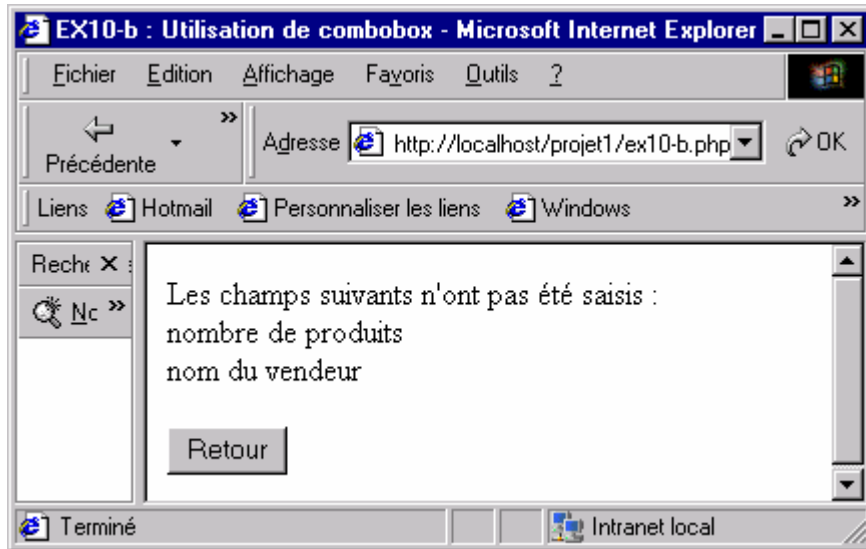 EX10-b : Utilisation de combobox - Microsoft Internet Explorer
Fichier Edition Affichage Favoris Outils ?
Précédente » Adresse http://localhost/projet1/ex10-b.php OK
Liens Hotmail Personnaliser les liens Windows »
Reche
Nc »
Les champs suivants n'ont pas été saisis :
nombre de produits
nom du vendeur
Retour
Terminé Intranet local